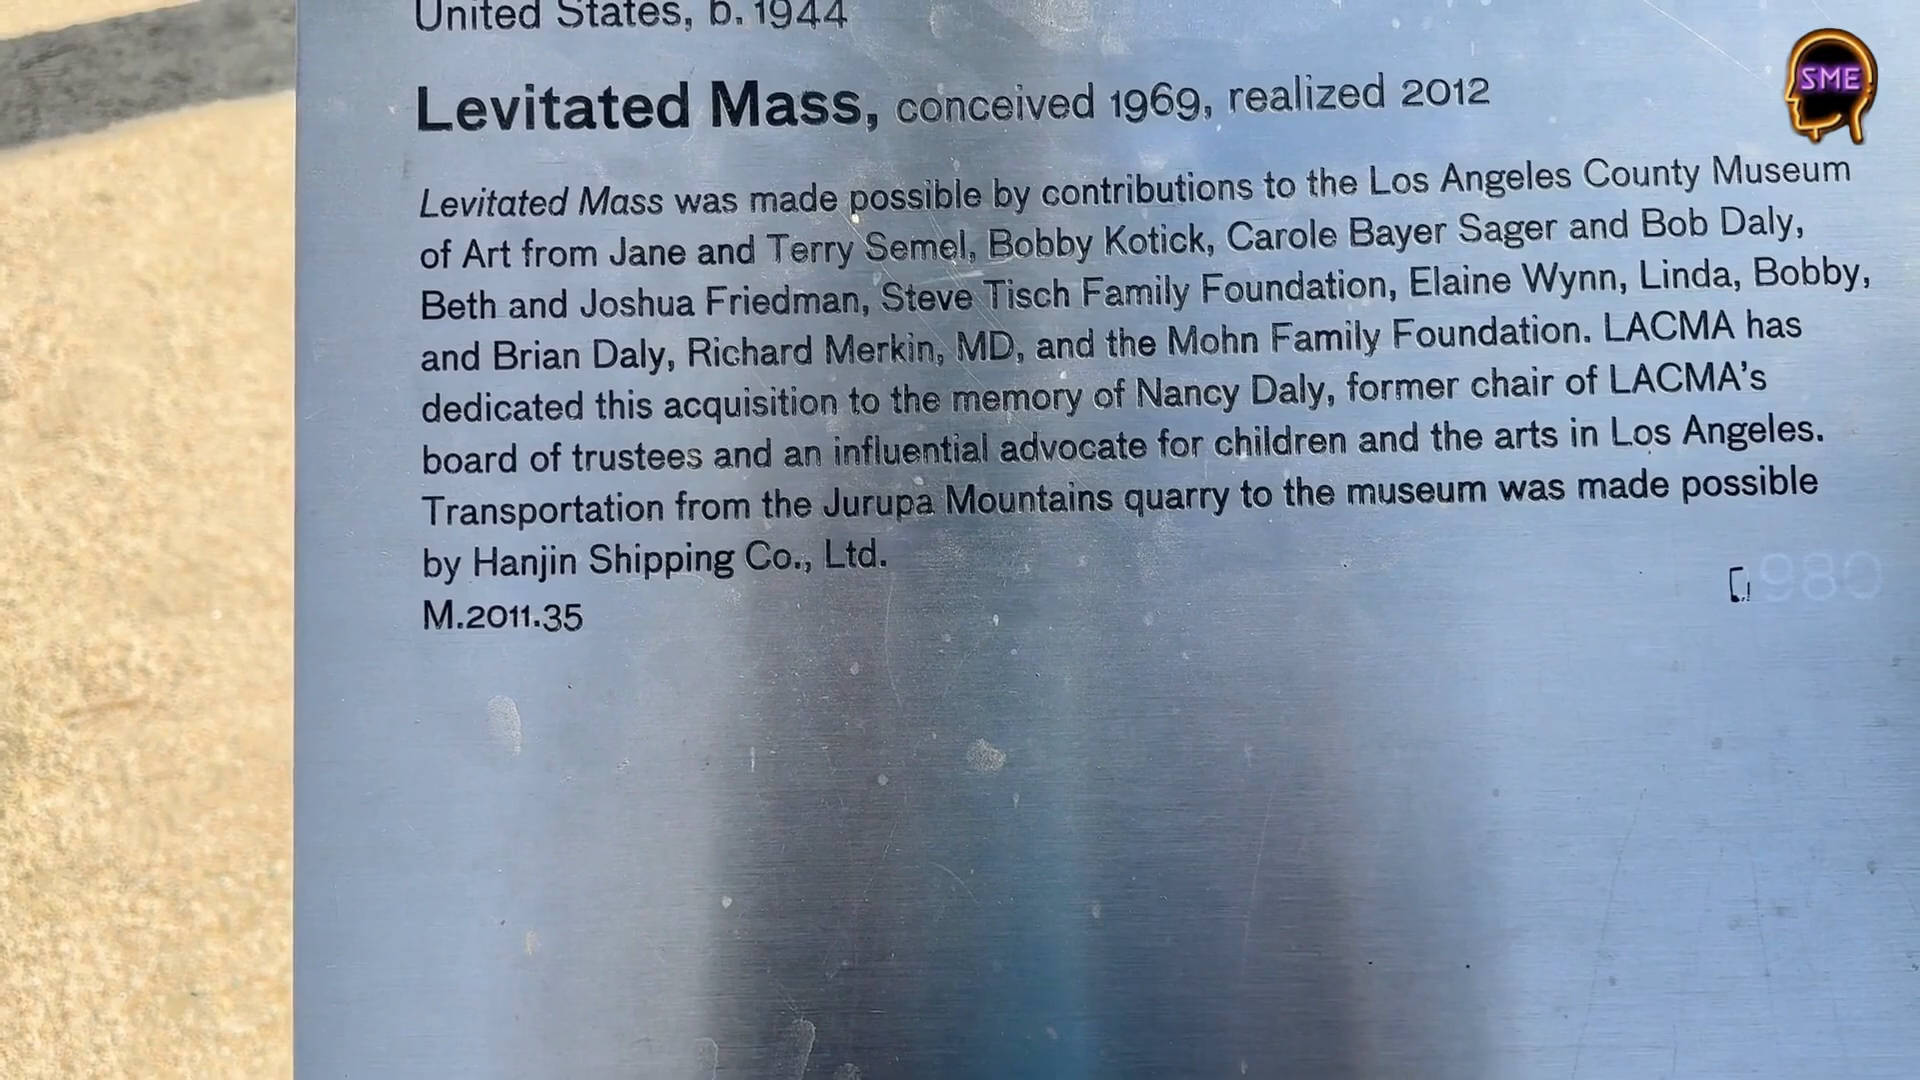 United States, b. 1944
Levitated Mass, conceived 1969, realized 2012
SME
Levitated Mass was made possible by contributions to the Los Angeles County Museum
of Art from Jane and Terry Semel, Bobby Kotick, Carole Bayer Sager and Bob Daly,
Beth and Joshua Friedman, Steve Tisch Family Foundation, Elaine Wynn, Linda, Bobby,
and Brian Daly, Richard Merkin, MD, and the Mohn Family Foundation. LACMA has
dedicated this acquisition to the memory of Nancy Daly, former chair of LACMA's
board of trustees and an influential advocate for children and the arts in Los Angeles.
Transportation from the Jurupa Mountains quarry to the museum was made possible
by Hanjin Shipping Co., Ltd.
980
M.2011.35